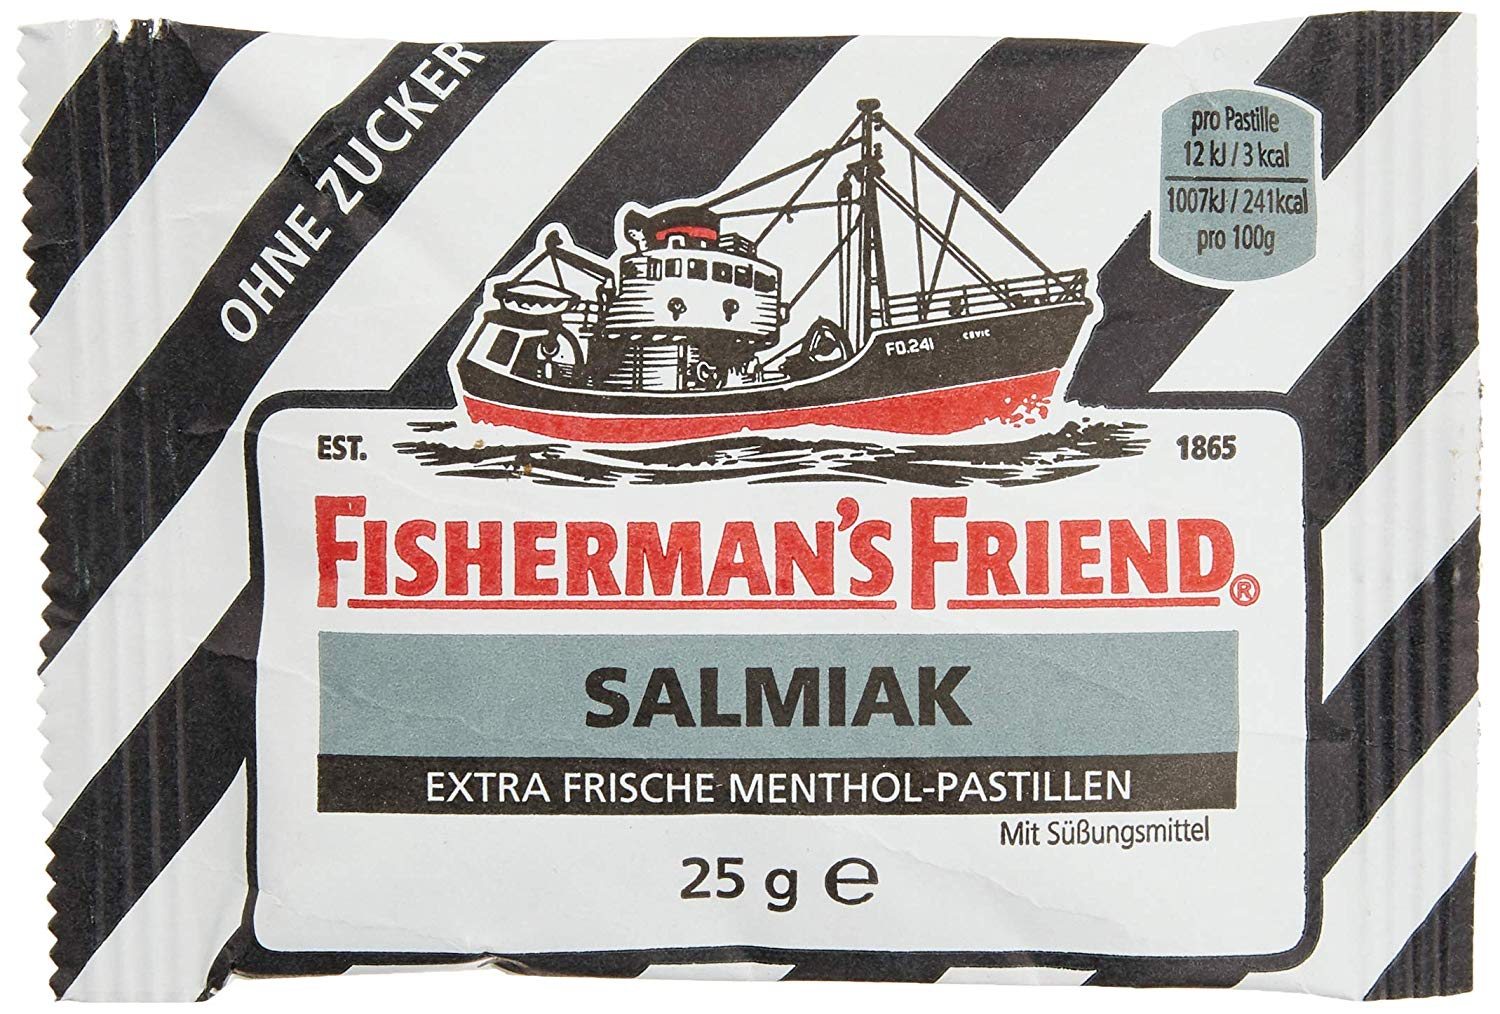 OHNE ZUCKER
pro Pastille
12 kJ / 3 kcal
1007kJ / 241kcal
pro 100g
FD.241
CEVIC
EST.
1865
FISHERMAN'S FRIEND®
SALMIAK
EXTRA FRISCHE MENTHOL-PASTILLEN
Mit Süßungsmittel
25 g ℮